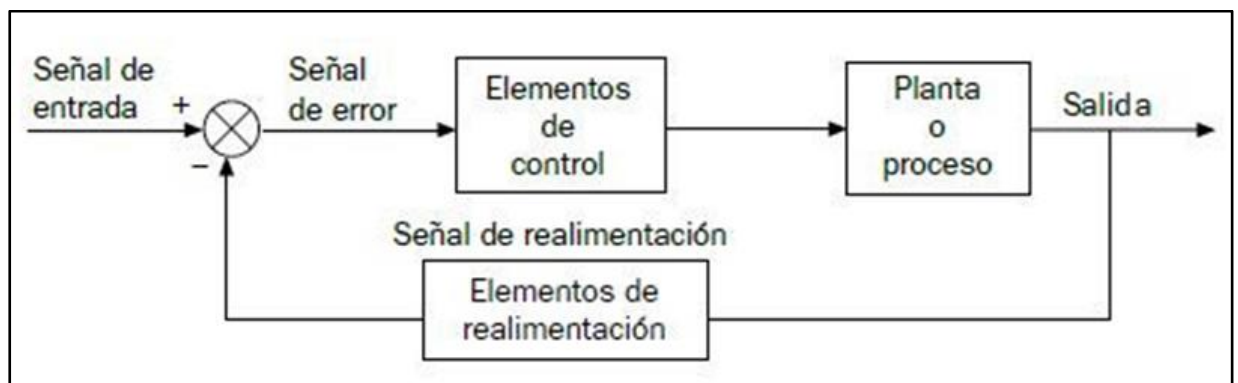 Señal de
entrada
+
−
Señal
de error
Elementos
de
control
Planta
o
proceso
Salida
Señal de realimentación
Elementos de
realimentación